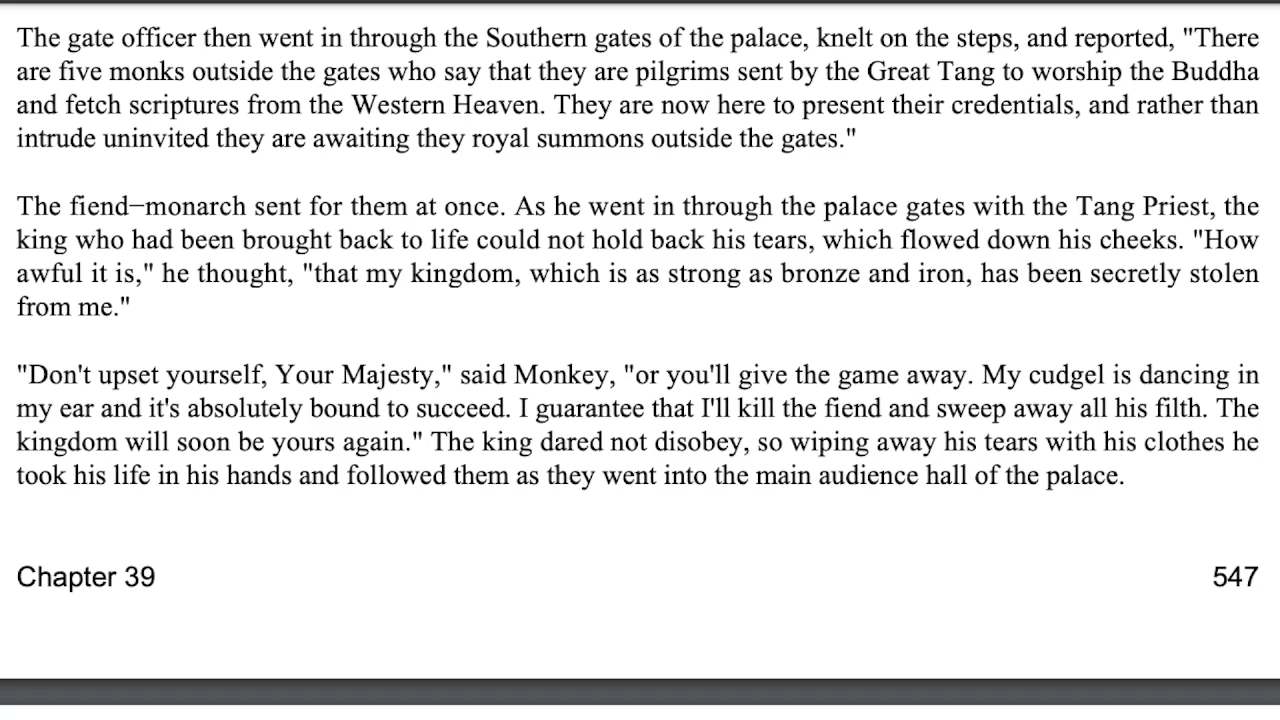 The gate officer then went in through the Southern gates of the palace, knelt on the steps, and reported, "There
are five monks outside the gates who say that they are pilgrims sent by the Great Tang to worship the Buddha
and fetch scriptures from the Western Heaven. They are now here to present their credentials, and rather than
intrude uninvited they are awaiting they royal summons outside the gates."
The fiend−monarch sent for them at once. As he went in through the palace gates with the Tang Priest, the
king who had been brought back to life could not hold back his tears, which flowed down his cheeks. "How
awful it is," he thought, "that my kingdom, which is as strong as bronze and iron, has been secretly stolen
from me."
"Don't upset yourself, Your Majesty," said Monkey, "or you'll give the game away. My cudgel is dancing in
my ear and it's absolutely bound to succeed. I guarantee that I'll kill the fiend and sweep away all his filth. The
kingdom will soon be yours again." The king dared not disobey, so wiping away his tears with his clothes he
took his life in his hands and followed them as they went into the main audience hall of the palace.
Chapter 39 547